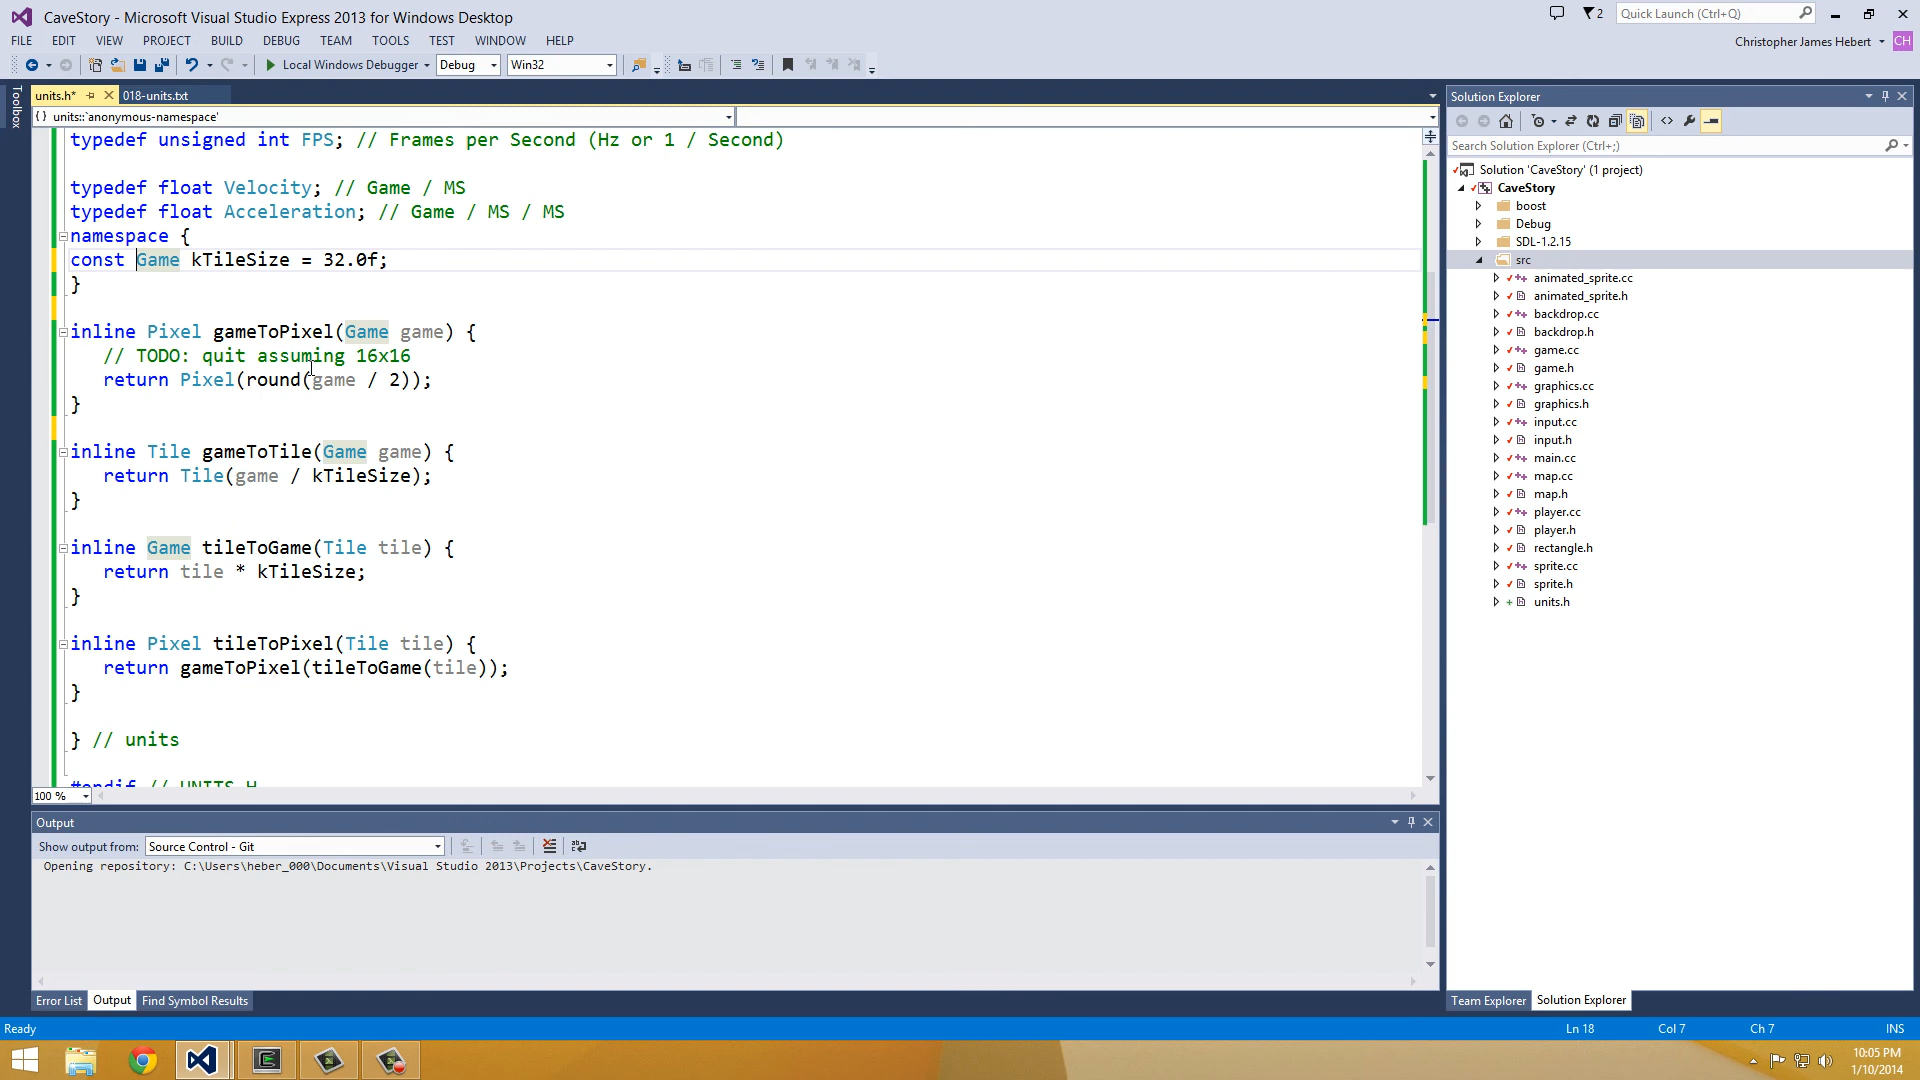 CaveStory - Microsoft Visual Studio Express 2013 for Windows Desktop
2
Quick Launch (Ctrl+Q)
FILE EDIT VIEW PROJECT BUILD DEBUG TEAM TOOLS TEST WINDOW HELP
Christopher James Hebert CH
Local Windows Debugger Debug Win32
Toolbox
units.h* 018-units.txt
{ } units::`anonymous-namespace'
typedef unsigned int FPS; // Frames per Second (Hz or 1 / Second)
typedef float Velocity; // Game / MS
typedef float Acceleration; // Game / MS / MS
namespace {
const Game kTileSize = 32.0f;
}
inline Pixel gameToPixel(Game game) {
// TODO: quit assuming 16x16
return Pixel(round(game / 2));
}
inline Tile gameToTile(Game game) {
return Tile(game / kTileSize);
}
inline Game tileToGame(Tile tile) {
return tile * kTileSize;
}
inline Pixel tileToPixel(Tile tile) {
return gameToPixel(tileToGame(tile));
}
} // units
#endif // UNITS_H
100 %
Solution Explorer
Search Solution Explorer (Ctrl+;)
Solution 'CaveStory' (1 project)
CaveStory
boost
Debug
SDL-1.2.15
src
animated_sprite.cc
animated_sprite.h
backdrop.cc
backdrop.h
game.cc
game.h
graphics.cc
graphics.h
input.cc
input.h
main.cc
map.cc
map.h
player.cc
player.h
rectangle.h
sprite.cc
sprite.h
units.h
Output
Show output from: Source Control - Git
Opening repository: C:\Users\heber_000\Documents\Visual Studio 2013\Projects\CaveStory.
Error List Output Find Symbol Results
Team Explorer Solution Explorer
Ready
Ln 18 Col 7 Ch 7 INS
10:05 PM
1/10/2014